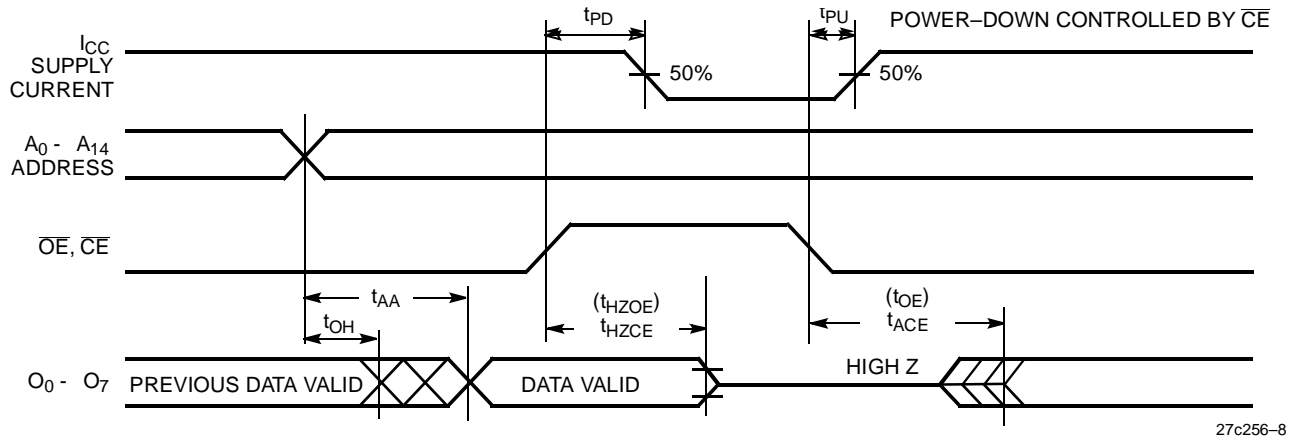 tPD
tPU
POWER–DOWN CONTROLLED BY CE
ICC
SUPPLY
CURRENT
50%
50%
A0 - A14
ADDRESS
OE, CE
tAA
tOH
(tHZOE)
tHZCE
(tOE)
tACE
O0 - O7
PREVIOUS DATA VALID
DATA VALID
HIGH Z
27c256–8